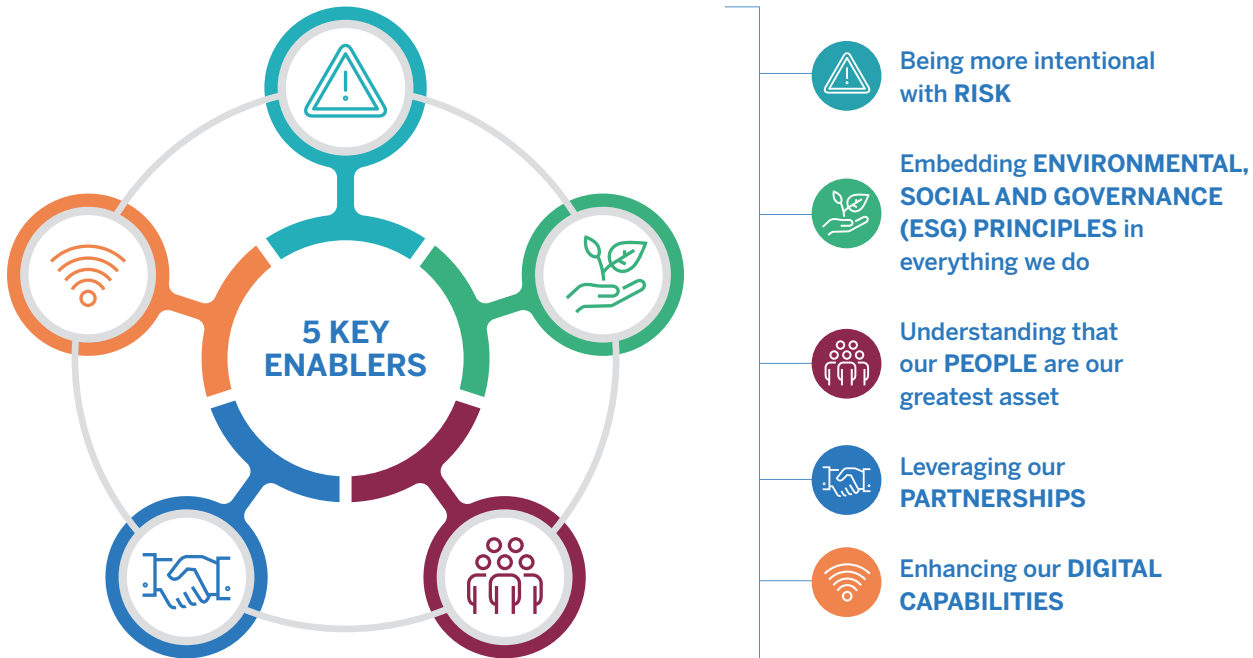 5 KEY
ENABLERS
Being more intentional
with RISK
Embedding ENVIRONMENTAL,
SOCIAL AND GOVERNANCE
(ESG) PRINCIPLES in
everything we do
Understanding that
our PEOPLE are our
greatest asset
Leveraging our
PARTNERSHIPS
Enhancing our DIGITAL
CAPABILITIES